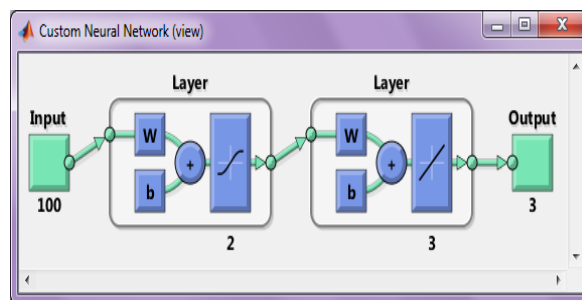 Custom Neural Network (view)
Layer
Layer
Input
Output
W
W
+
+
b
b
100
3
2
3